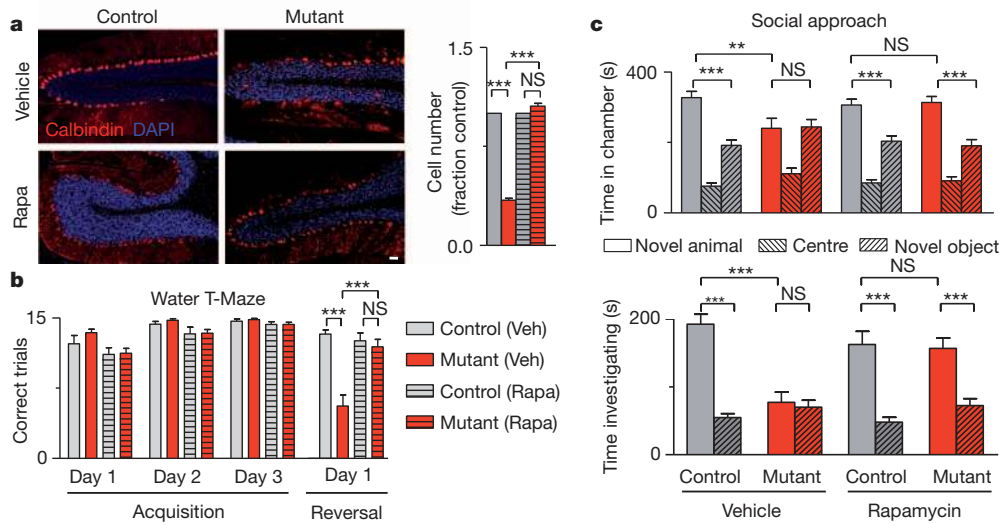 a
Control
Mutant
Vehicle
Calbindin DAPI
Rapa
Cell number
(fraction control)
1.5
0.0
***
***
NS
b
Water T-Maze
Correct trials
15
0
***
***
NS
Day 1
Day 2
Day 3
Day 1
Acquisition
Reversal
Control (Veh)
Mutant (Veh)
Control (Rapa)
Mutant (Rapa)
c
Social approach
Time in chamber (s)
400
0
**
NS
***
NS
***
***
Novel animal
Centre
Novel object
Time investigating (s)
200
0
***
NS
***
NS
***
***
Control
Mutant
Control
Mutant
Vehicle
Rapamycin